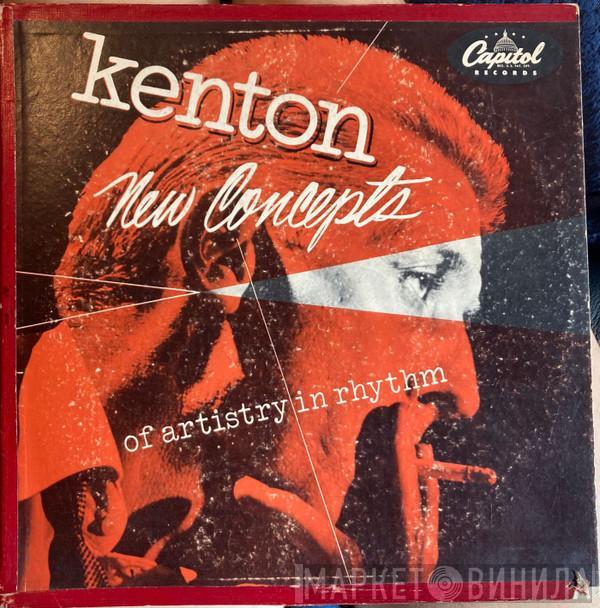 kenton
New Concepts
of artistry in rhythm
Capitol
RECORDS
МАРКЕТ ВИНИЛА